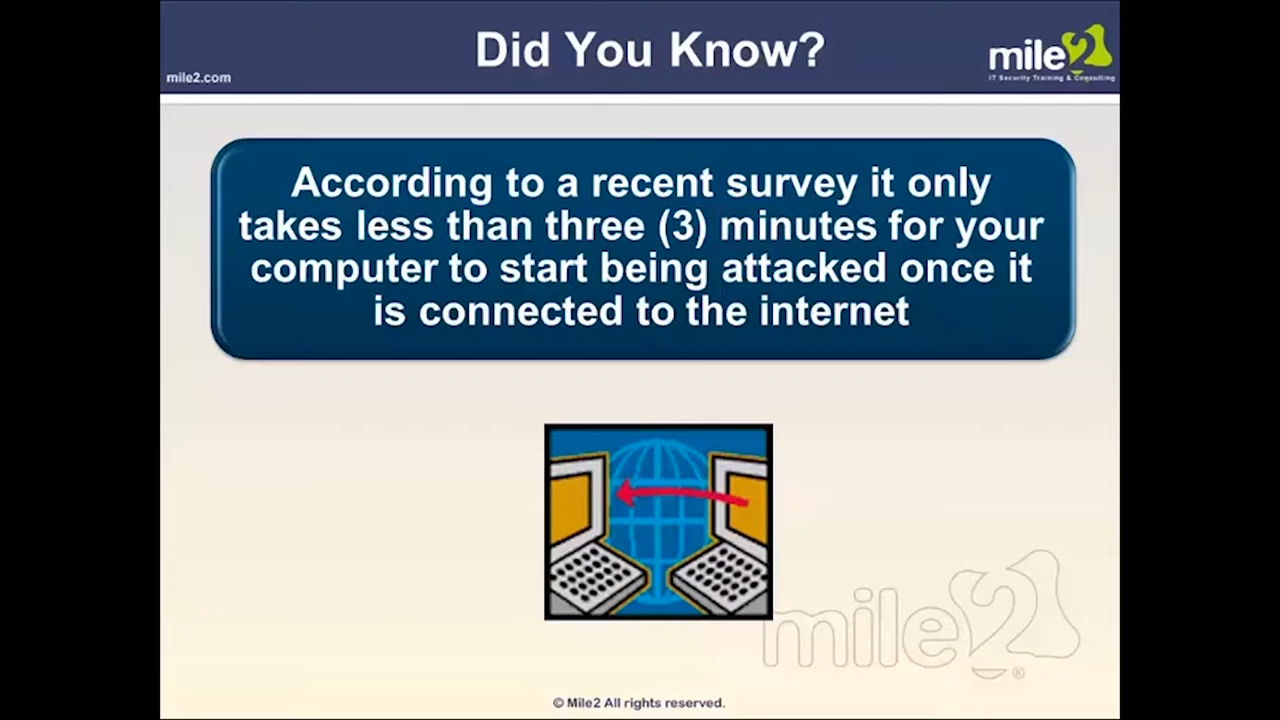 Did You Know?
mile2.com
mile2
IT Security Training & Consulting
According to a recent survey it only
takes less than three (3) minutes for your
computer to start being attacked once it
is connected to the internet
mile2
®
© Mile2 All rights reserved.